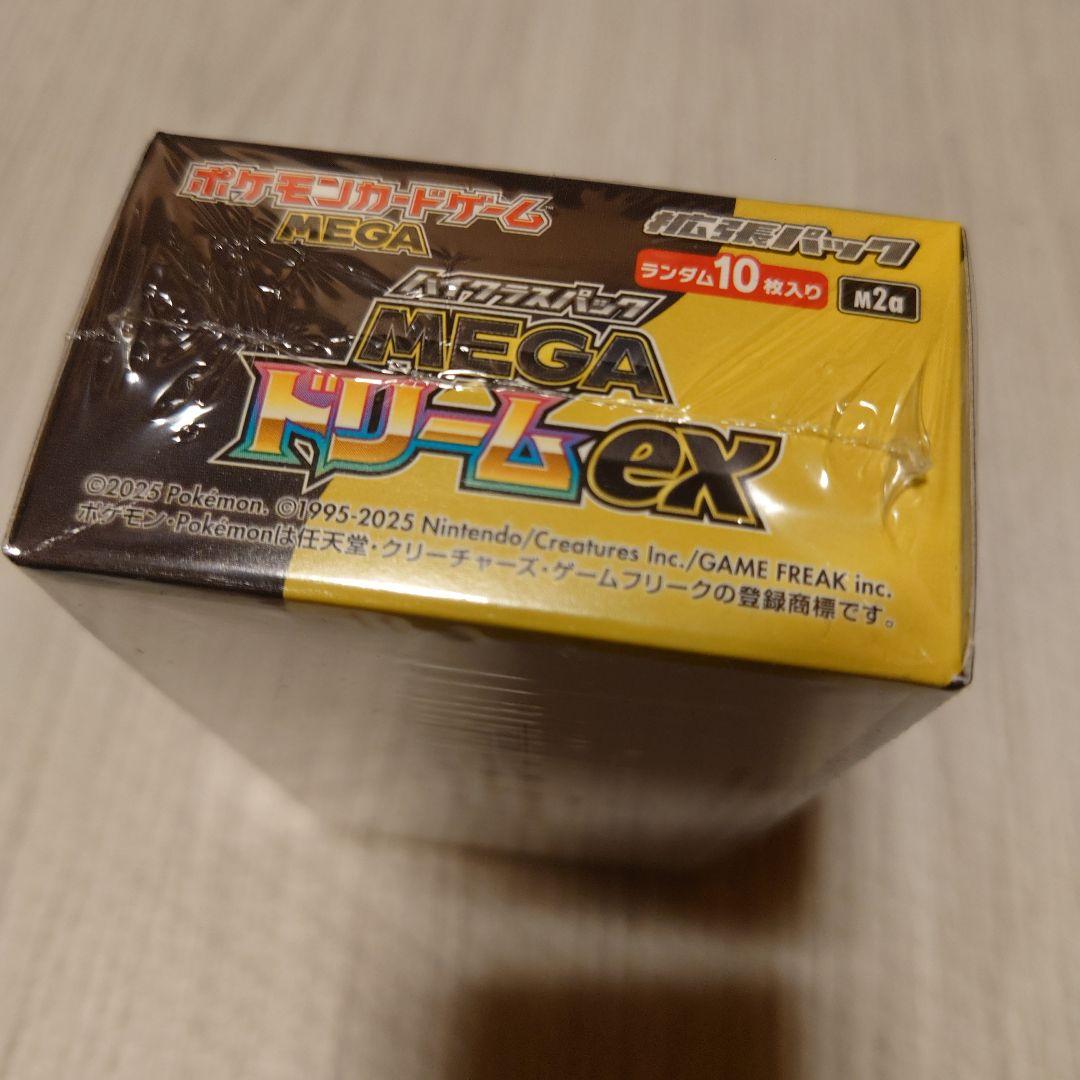 ポケモンカードゲーム
MEGA
拡張パック
ランダム10枚入り
M2a
ハイクラスパック
MEGA
ドリームex
©2025 Pokémon. ©1995-2025 Nintendo/Creatures Inc./GAME FREAK inc.
ポケモン・Pokémonは任天堂・クリーチャーズ・ゲームフリークの登録商標です。